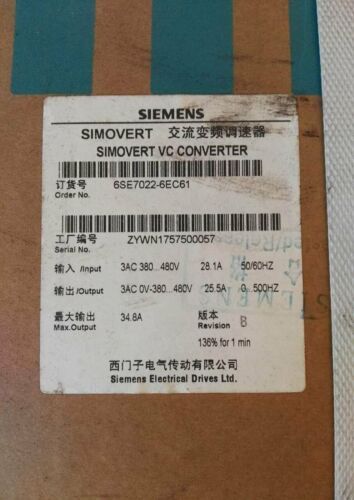 SIEMENS
SIMOVERT 交流变频调速器
SIMOVERT VC CONVERTER
订货号 6SE7022-6EC61
Order No.
工厂编号 ZYWN1757500057
Serial No.
输入 /Input 3AC 380...480V 28.1A 50/60HZ
输出 /Output 3AC 0V-380...480V 25.5A 0...500HZ
最大输出 34.8A 版本 B
Max.Output Revision
136% for 1 min
西门子电气传动有限公司
Siemens Electrical Drives Ltd.
SIEMENS